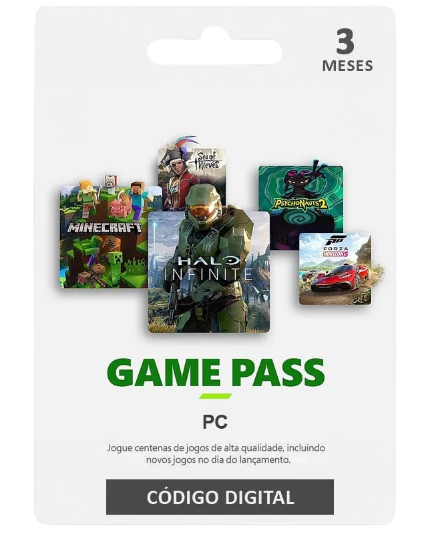 3
MESES
Sea of
Thieves
MINECRAFT
PSYCHONAUTS 2
HALO
INFINITE
FORZA
HORIZON 5
GAME PASS
PC
Jogue centenas de jogos de alta qualidade, incluindo
novos jogos no dia do lançamento.
CÓDIGO DIGITAL